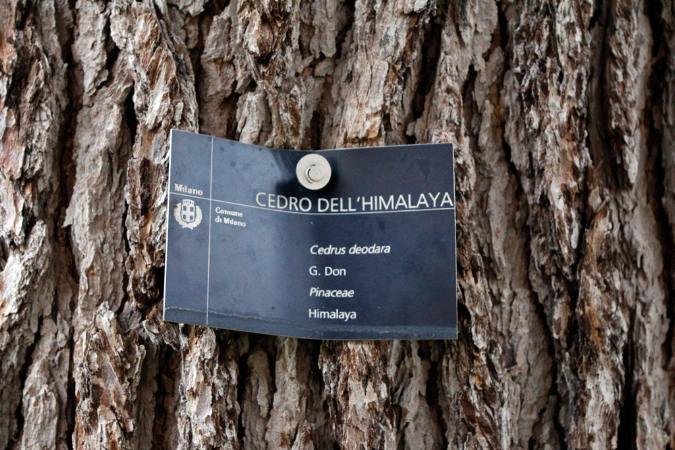 Milano
Comune
di Milano
CEDRO DELL'HIMALAYA
Cedrus deodara
G. Don
Pinaceae
Himalaya